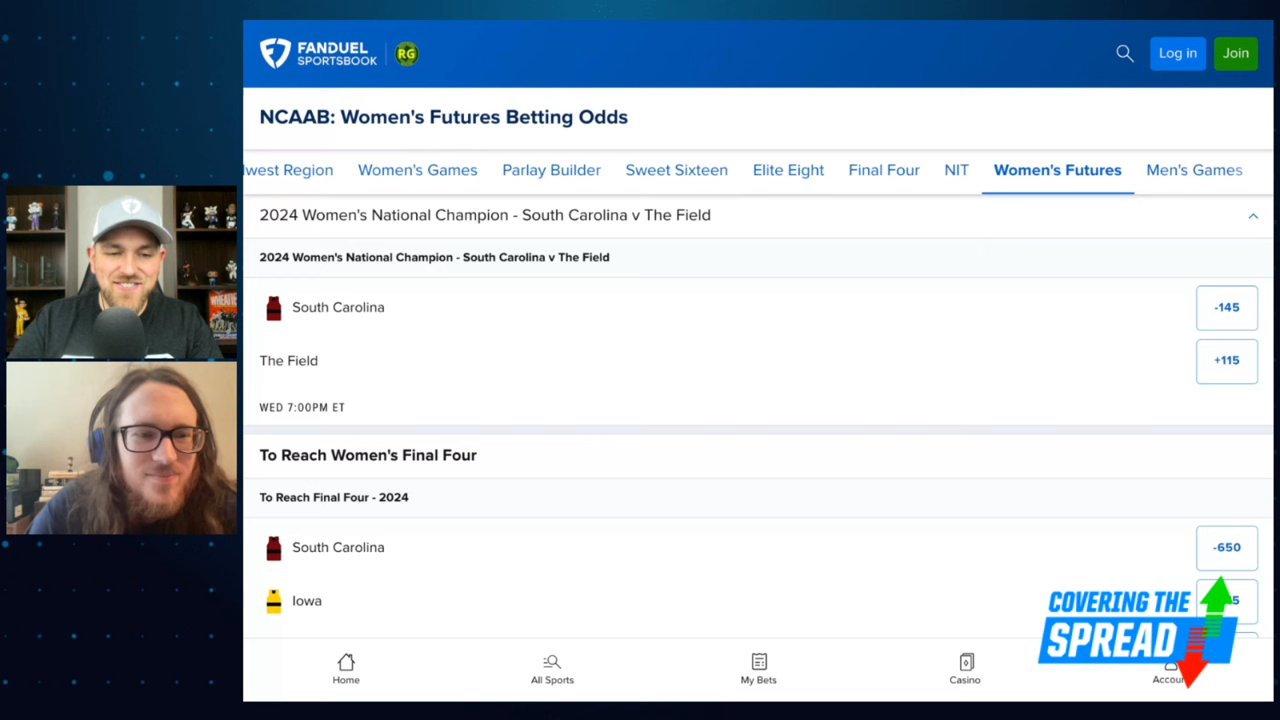 FANDUEL
SPORTSBOOK
RG
Log in
Join
NCAAB: Women's Futures Betting Odds
lwest Region
Women's Games
Parlay Builder
Sweet Sixteen
Elite Eight
Final Four
NIT
Women's Futures
Men's Games
2024 Women's National Champion - South Carolina v The Field
2024 Women's National Champion - South Carolina v The Field
South Carolina
-145
The Field
+115
WED 7:00PM ET
To Reach Women's Final Four
To Reach Final Four - 2024
South Carolina
-650
Iowa
COVERING THE
SPREAD
Home
All Sports
My Bets
Casino
WHEATIES